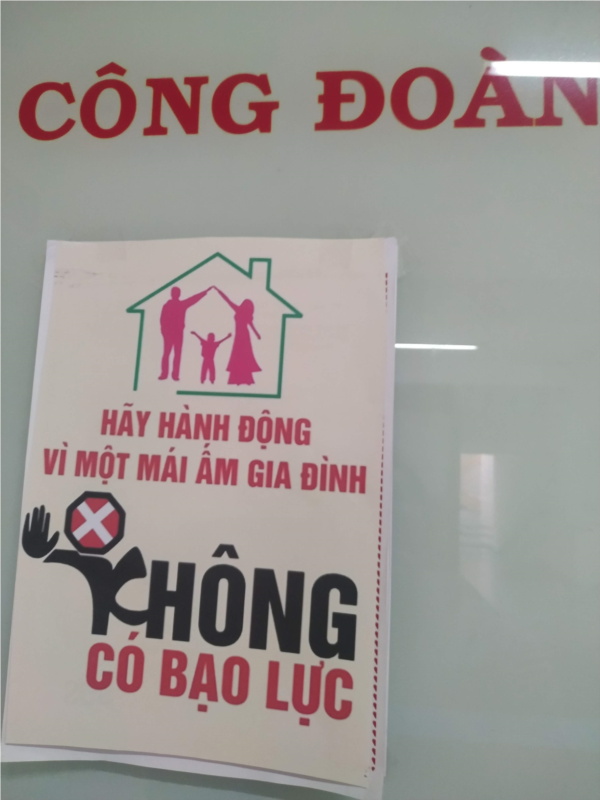 CÔNG ĐOÀN
HÃY HÀNH ĐỘNG
VÌ MỘT MÁI ẤM GIA ĐÌNH
KHÔNG
CÓ BẠO LỰC